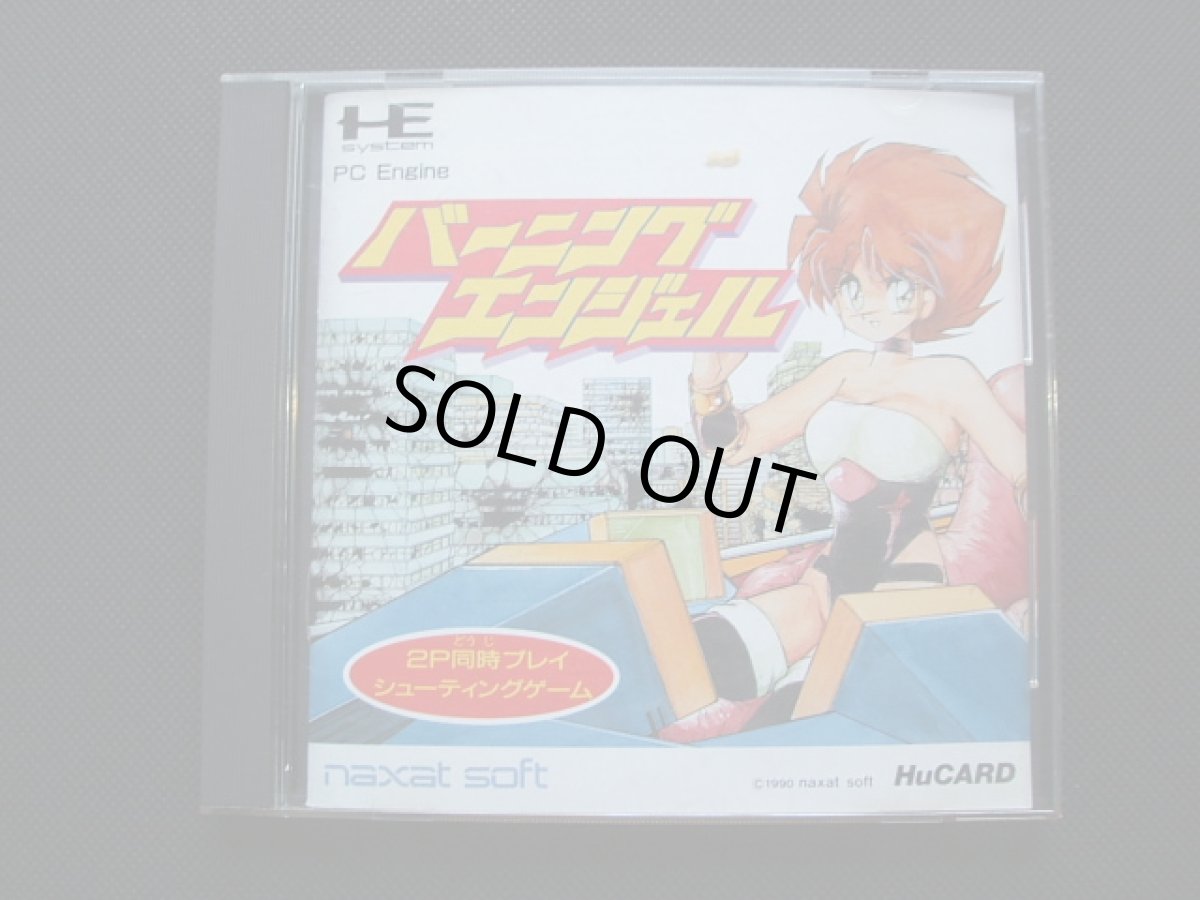 HE
system
PC Engine
バーニング
エンジェル
SOLD OUT
どうじ
2P同時プレイ
シューティングゲーム
naxat soft
©1990 naxat soft
HuCARD